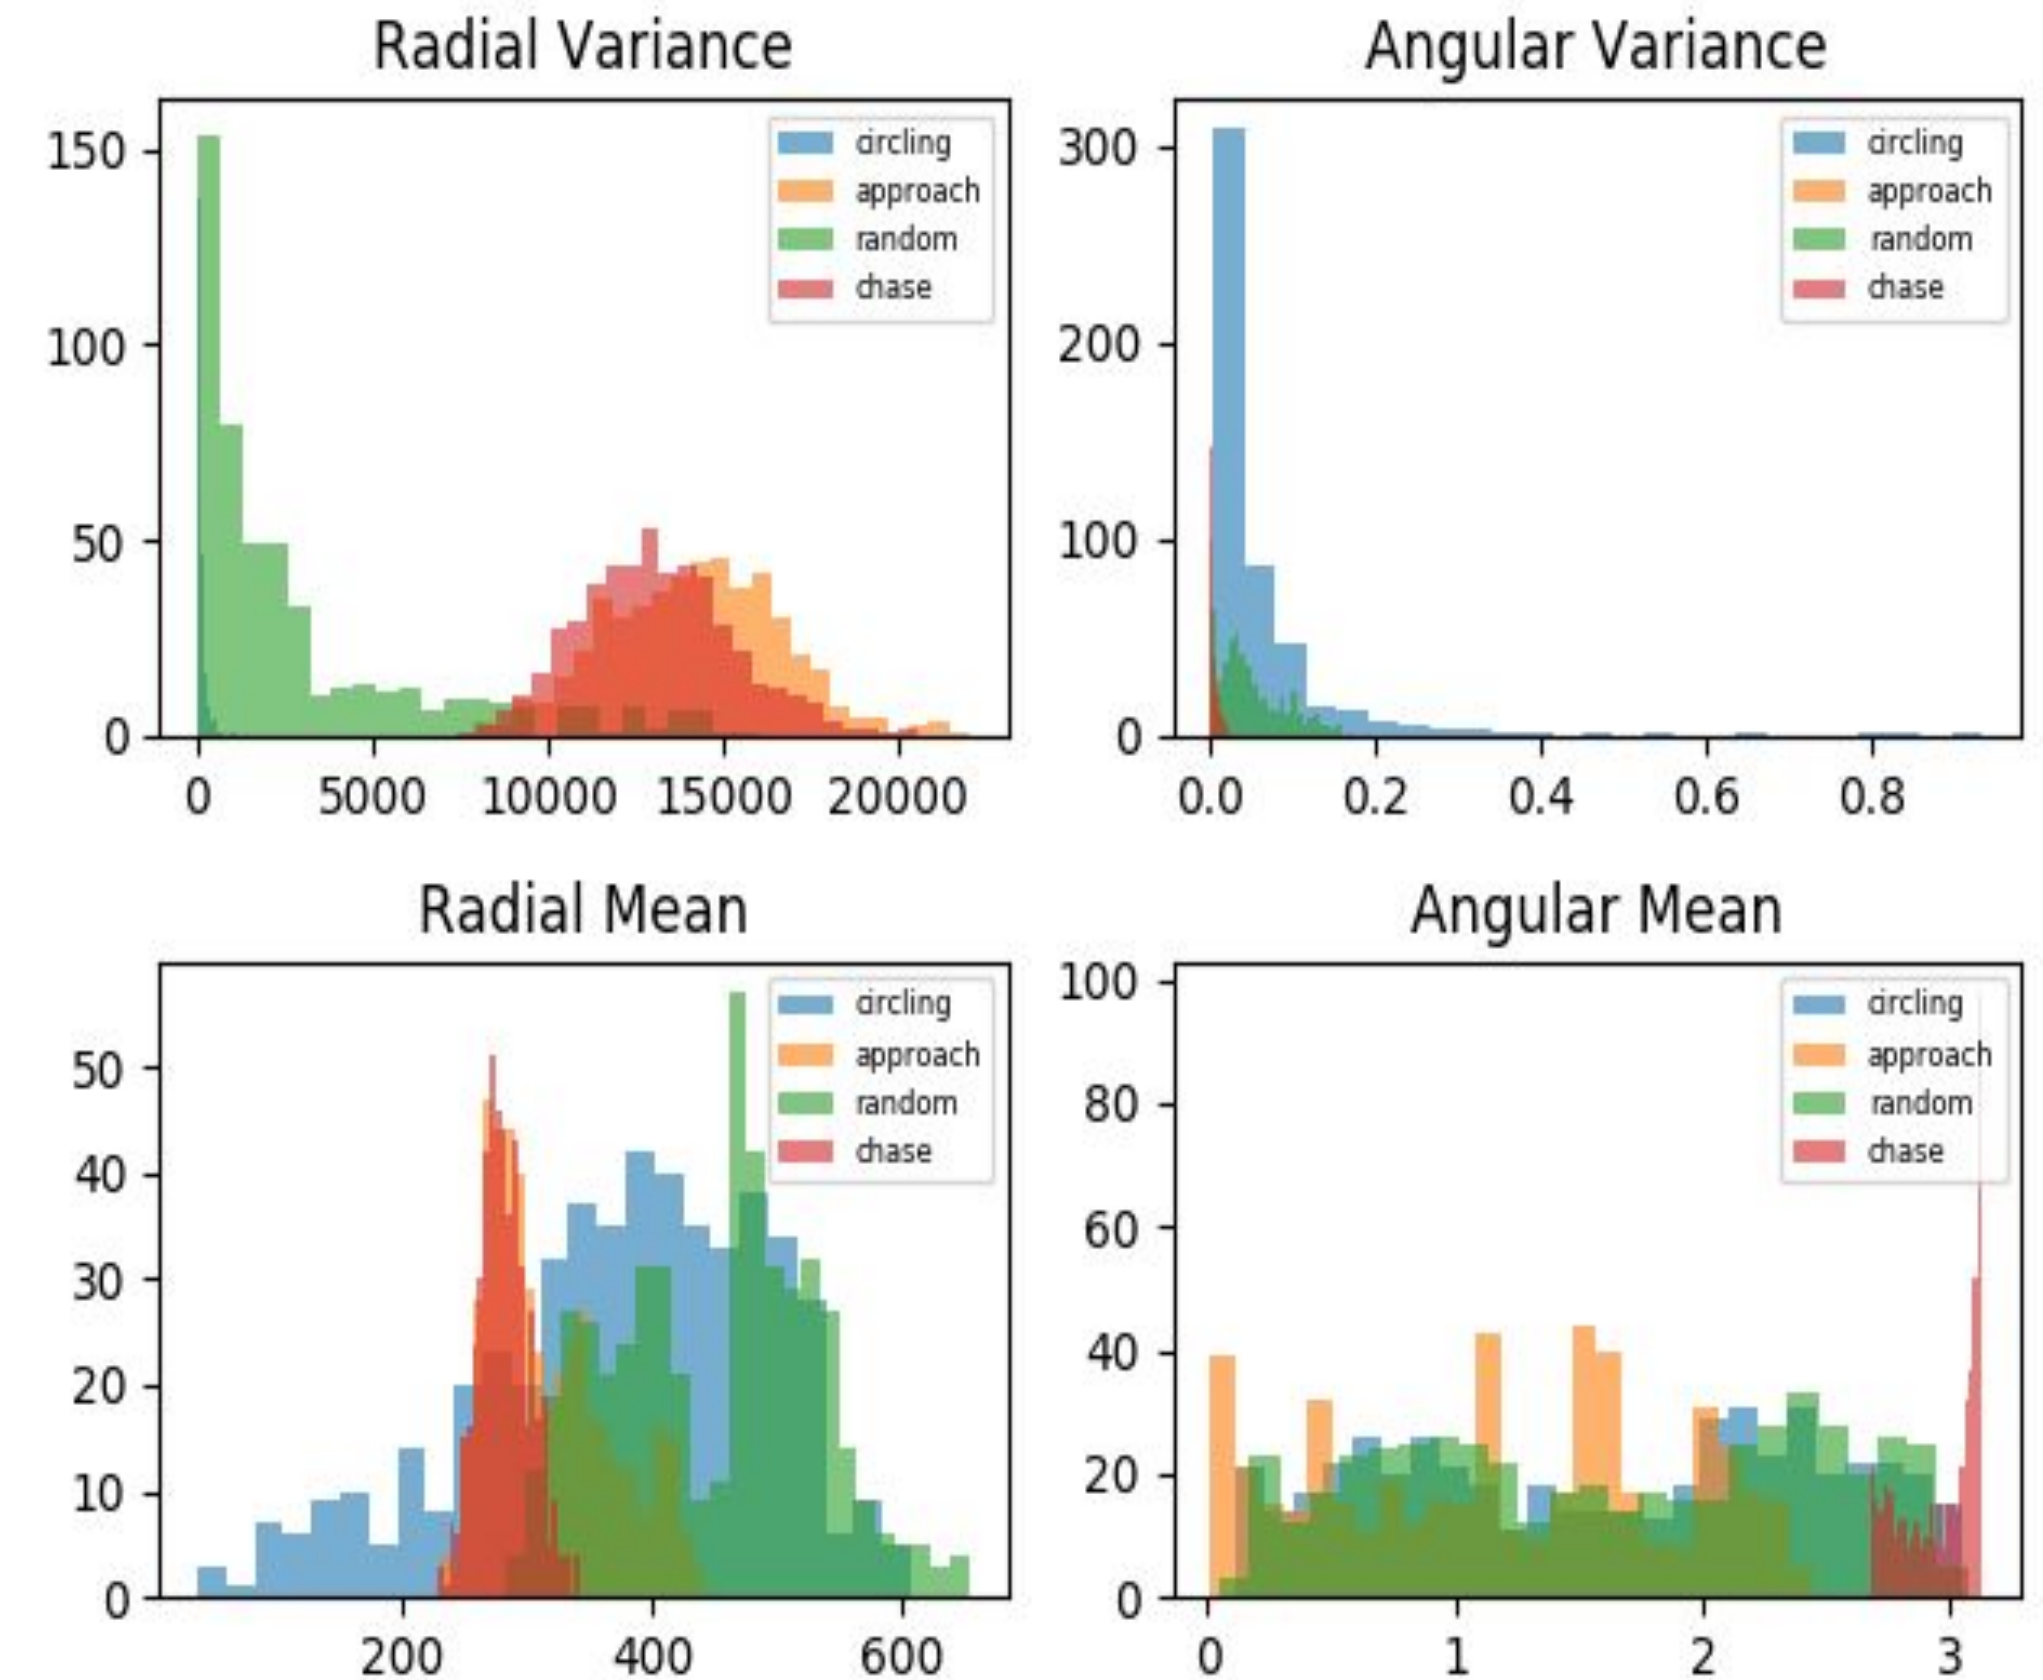 Radial Variance
150
100
50
0
0 5000 10000 15000 20000
circling
approach
random
chase
Angular Variance
300
200
100
0
0.0 0.2 0.4 0.6 0.8
circling
approach
random
chase
Radial Mean
50
40
30
20
10
0
200 400 600
circling
approach
random
chase
Angular Mean
100
80
60
40
20
0
0 1 2 3
circling
approach
random
chase